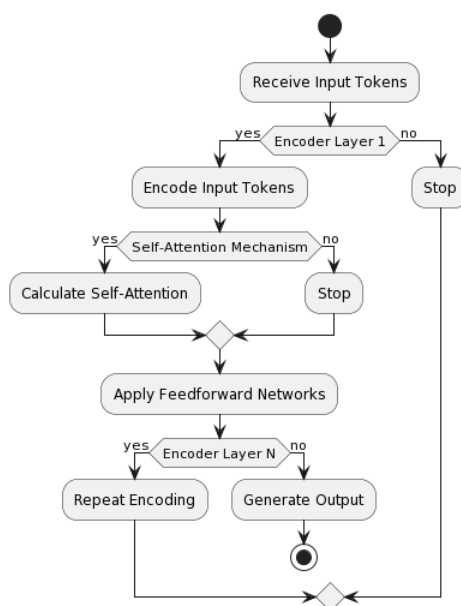 Receive Input Tokens
yes
Encoder Layer 1
no
Encode Input Tokens
Stop
yes
Self-Attention Mechanism
no
Calculate Self-Attention
Stop
Apply Feedforward Networks
yes
Encoder Layer N
no
Repeat Encoding
Generate Output